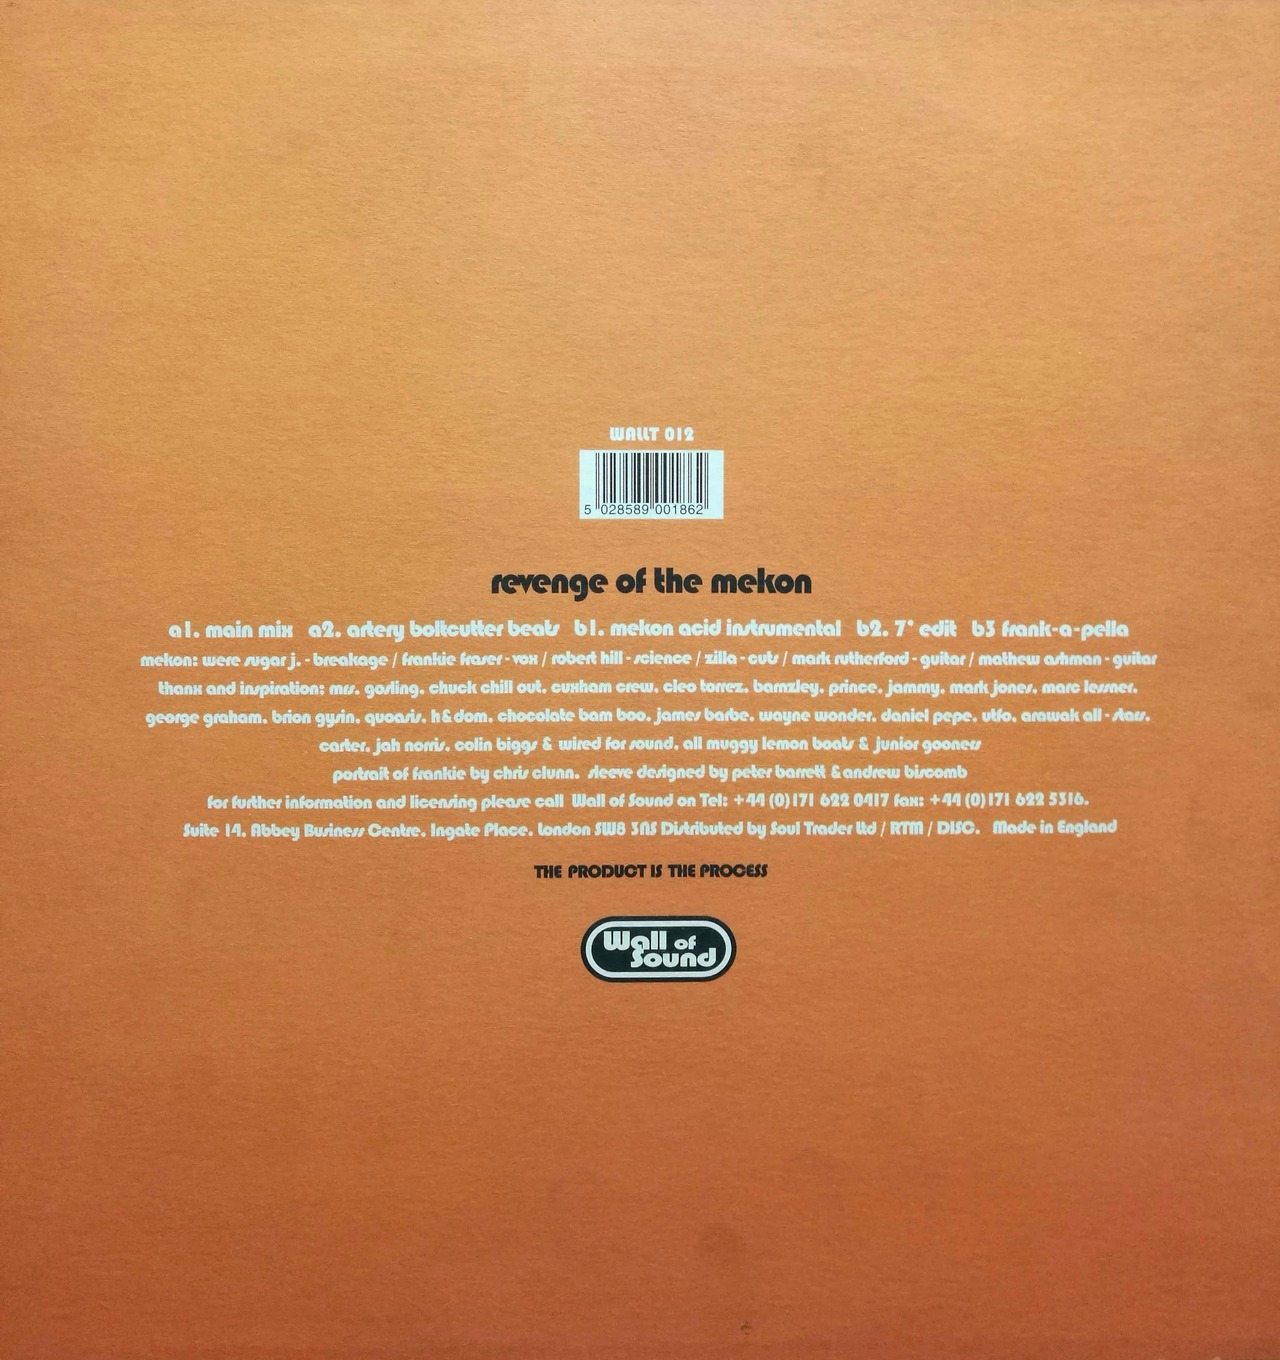 WALLT 012
5 028589 001862
revenge of the mekon
a1. main mix a2. artery boltcutter beats b1. mekon acid instrumental b2. 7" edit b3 frank-a-pella
mekon: were sugar j. - breakage / frankie fraser - vox / robert hill - science / zilla - cuts / mark rutherford - guitar / mathew ashman - guitar
thanx and inspiration: mrs. gosling. chuck chill out. cuxham crew. cleo torrez. barnzley. prince. jammy. mark jones. marc lessner.
george graham. brion gysin. quoasis. h & dom. chocolate bam boo. james barbe. wayne wonder. daniel pepe. utfo. arawak all - stars.
carter. jah norris. colin biggs & wired for sound. all muggy lemon boats & junior gooners
portrait of frankie by chris clunn. sleeve designed by peter barrett & andrew biscomb
for further information and licensing please call Wall of Sound on Tel: +44 (0) 171 622 0417 fax: +44 (0) 171 622 5316.
Suite 14. Abbey Business Centre. Ingate Place. London SW8 3NS Distributed by Soul Trader Ltd / RTM / DISC. Made in England
THE PRODUCT IS THE PROCESS
Wall of
Sound